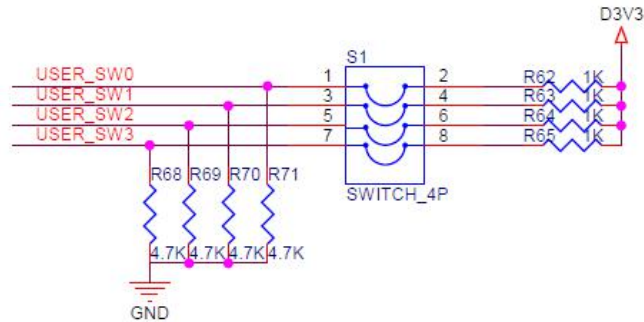 D3V3
S1
USER_SW0 1 2 R62 1K
USER_SW1 3 4 R63 1K
USER_SW2 5 6 R64 1K
USER_SW3 7 8 R65 1K
R68 R69 R70 R71
SWITCH_4P
4.7K 4.7K 4.7K 4.7K
GND